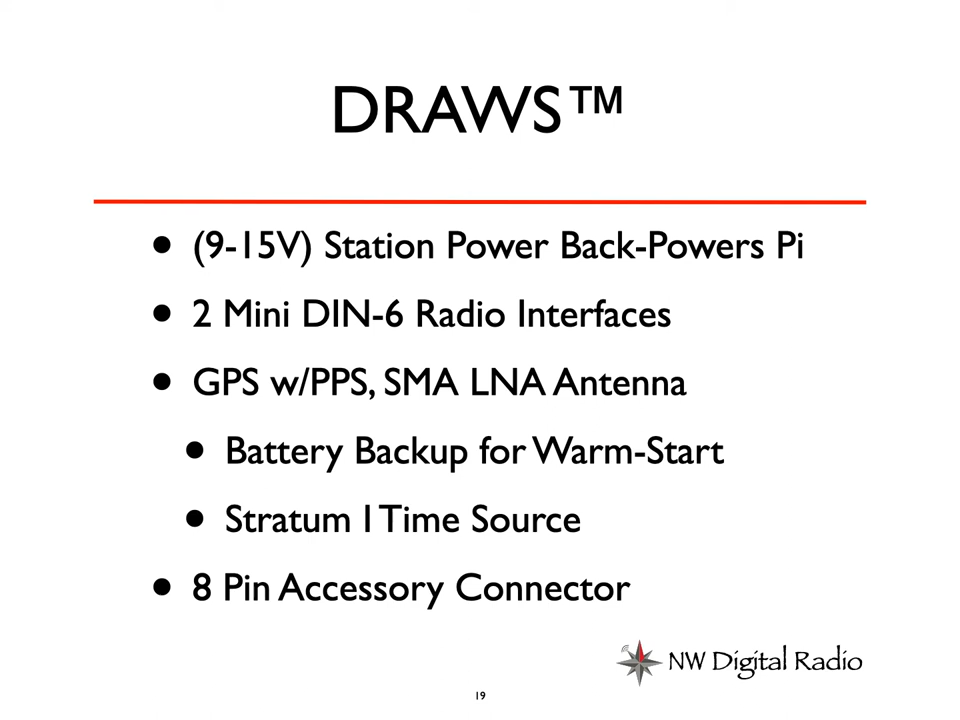 DRAWS™
• (9-15V) Station Power Back-Powers Pi
• 2 Mini DIN-6 Radio Interfaces
• GPS w/PPS, SMA LNA Antenna
• Battery Backup for Warm-Start
• Stratum 1 Time Source
• 8 Pin Accessory Connector
NW Digital Radio
19